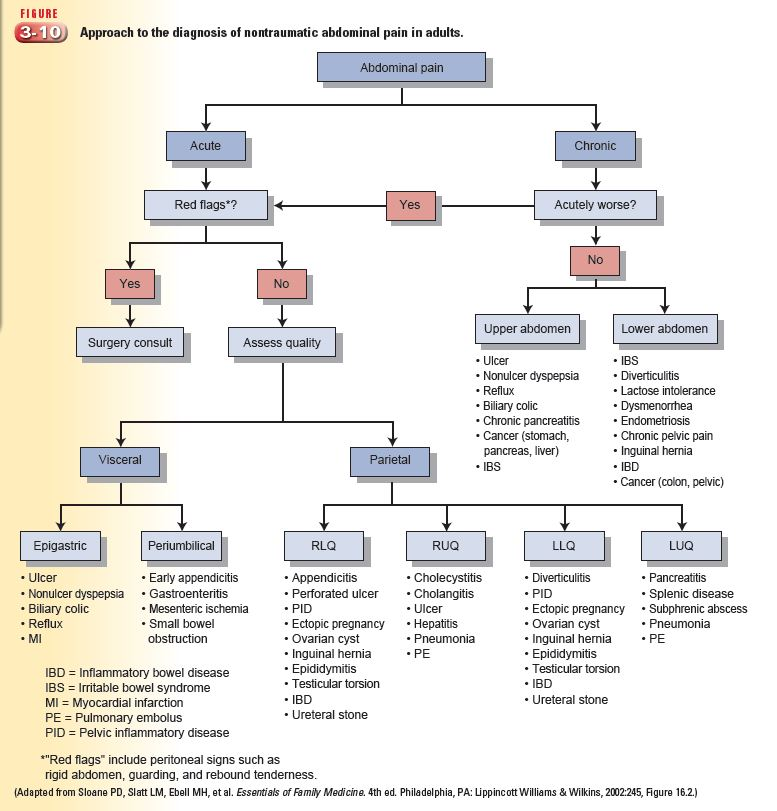 FIGURE
3-10
Approach to the diagnosis of nontraumatic abdominal pain in adults.
Abdominal pain
Acute
Chronic
Red flags*?
Yes
Acutely worse?
No
Yes
No
Surgery consult
Assess quality
Upper abdomen
• Ulcer
• Nonulcer dyspepsia
• Reflux
• Biliary colic
• Chronic pancreatitis
• Cancer (stomach,
pancreas, liver)
• IBS
Lower abdomen
• IBS
• Diverticulitis
• Lactose intolerance
• Dysmenorrhea
• Endometriosis
• Chronic pelvic pain
• Inguinal hernia
• IBD
• Cancer (colon, pelvic)
Visceral
Parietal
Epigastric
• Ulcer
• Nonulcer dyspepsia
• Biliary colic
• Reflux
• MI
Periumbilical
• Early appendicitis
• Gastroenteritis
• Mesenteric ischemia
• Small bowel
obstruction
RLQ
• Appendicitis
• Perforated ulcer
• PID
• Ectopic pregnancy
• Ovarian cyst
• Inguinal hernia
• Epididymitis
• Testicular torsion
• IBD
• Ureteral stone
RUQ
• Cholecystitis
• Cholangitis
• Ulcer
• Hepatitis
• Pneumonia
• PE
LLQ
• Diverticulitis
• PID
• Ectopic pregnancy
• Ovarian cyst
• Inguinal hernia
• Epididymitis
• Testicular torsion
• IBD
• Ureteral stone
LUQ
• Pancreatitis
• Splenic disease
• Subphrenic abscess
• Pneumonia
• PE
IBD = Inflammatory bowel disease
IBS = Irritable bowel syndrome
MI = Myocardial infarction
PE = Pulmonary embolus
PID = Pelvic inflammatory disease
*"Red flags" include peritoneal signs such as
rigid abdomen, guarding, and rebound tenderness.
(Adapted from Sloane PD, Slatt LM, Ebell MH, et al. Essentials of Family Medicine. 4th ed. Philadelphia, PA: Lippincott Williams & Wilkins, 2002:245, Figure 16.2.)